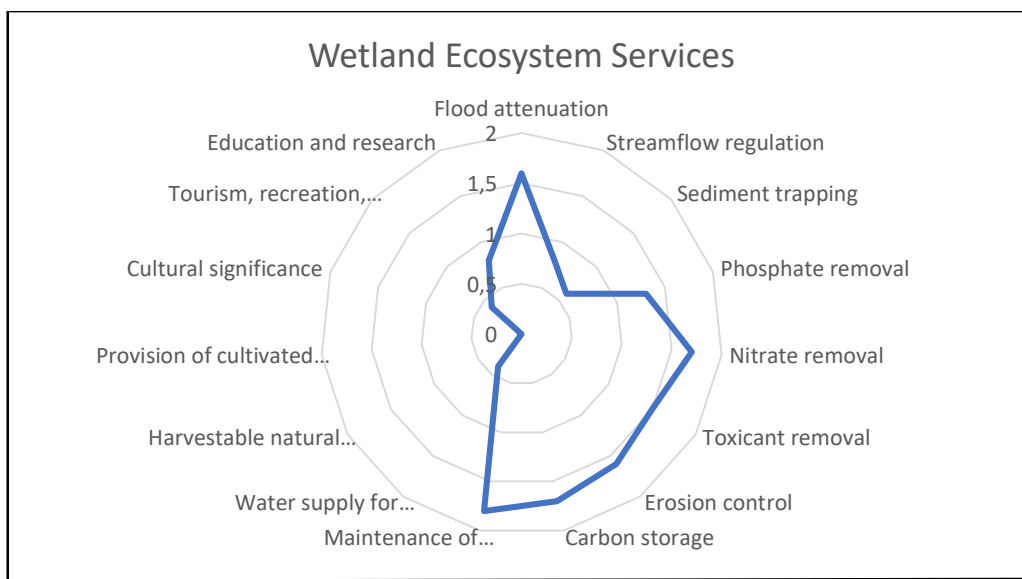 Wetland Ecosystem Services
Flood attenuation
Streamflow regulation
Sediment trapping
Phosphate removal
Nitrate removal
Toxicant removal
Erosion control
Carbon storage
Maintenance of...
Water supply for...
Harvestable natural...
Provision of cultivated...
Cultural significance
Tourism, recreation,...
Education and research
2
1,5
1
0,5
0